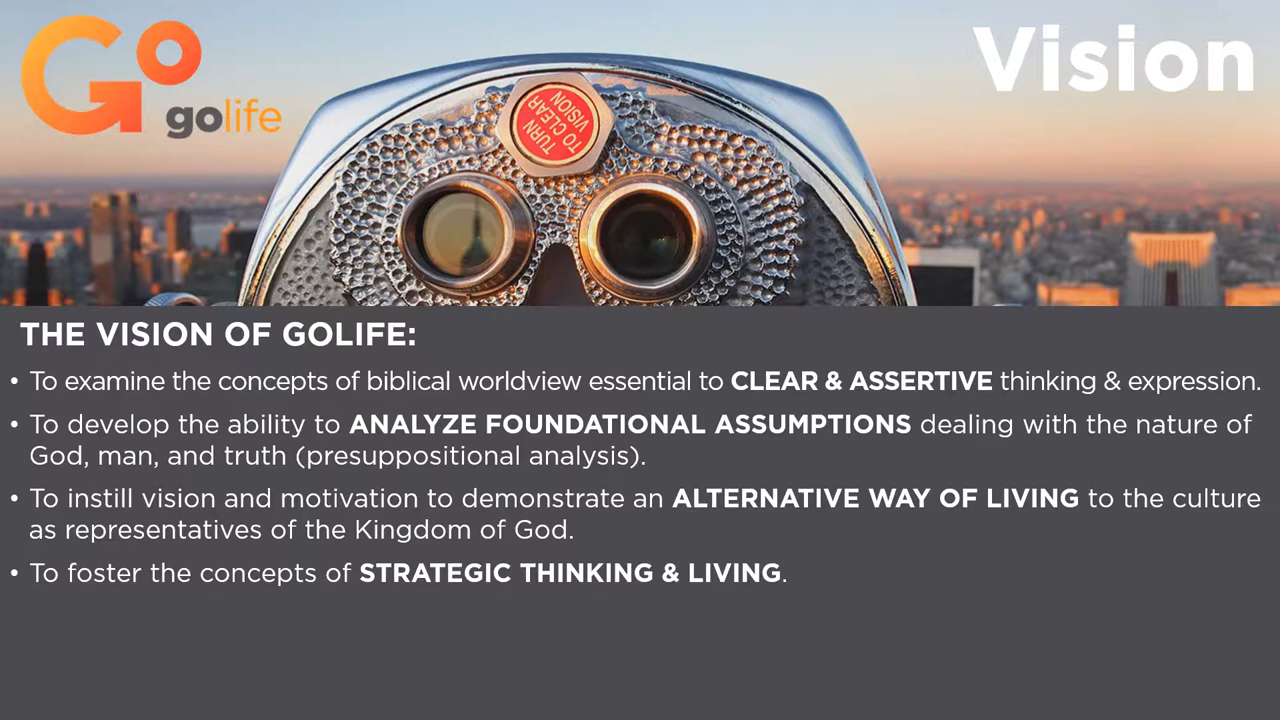 Go
golife
Vision
TURN
TO CLEAR
VISION
THE VISION OF GOLIFE:
• To examine the concepts of biblical worldview essential to CLEAR & ASSERTIVE thinking & expression.
• To develop the ability to ANALYZE FOUNDATIONAL ASSUMPTIONS dealing with the nature of
God, man, and truth (presuppositional analysis).
• To instill vision and motivation to demonstrate an ALTERNATIVE WAY OF LIVING to the culture
as representatives of the Kingdom of God.
• To foster the concepts of STRATEGIC THINKING & LIVING.